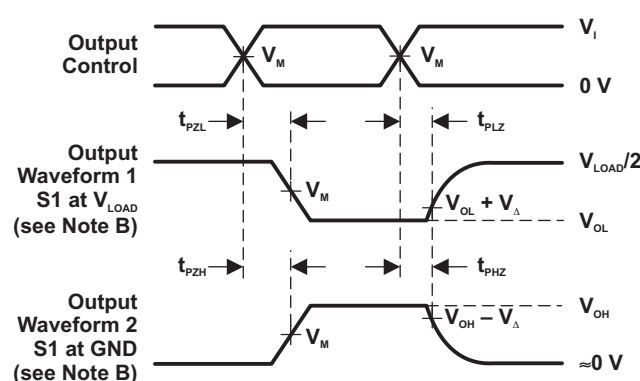 Output
Control
V_M
V_M
V_I
0 V
t_PZL
t_PLZ
Output
Waveform 1
S1 at V_LOAD
(see Note B)
V_M
V_OL + V_Δ
V_LOAD/2
V_OL
t_PZH
t_PHZ
Output
Waveform 2
S1 at GND
(see Note B)
V_M
V_OH – V_Δ
V_OH
≈0 V